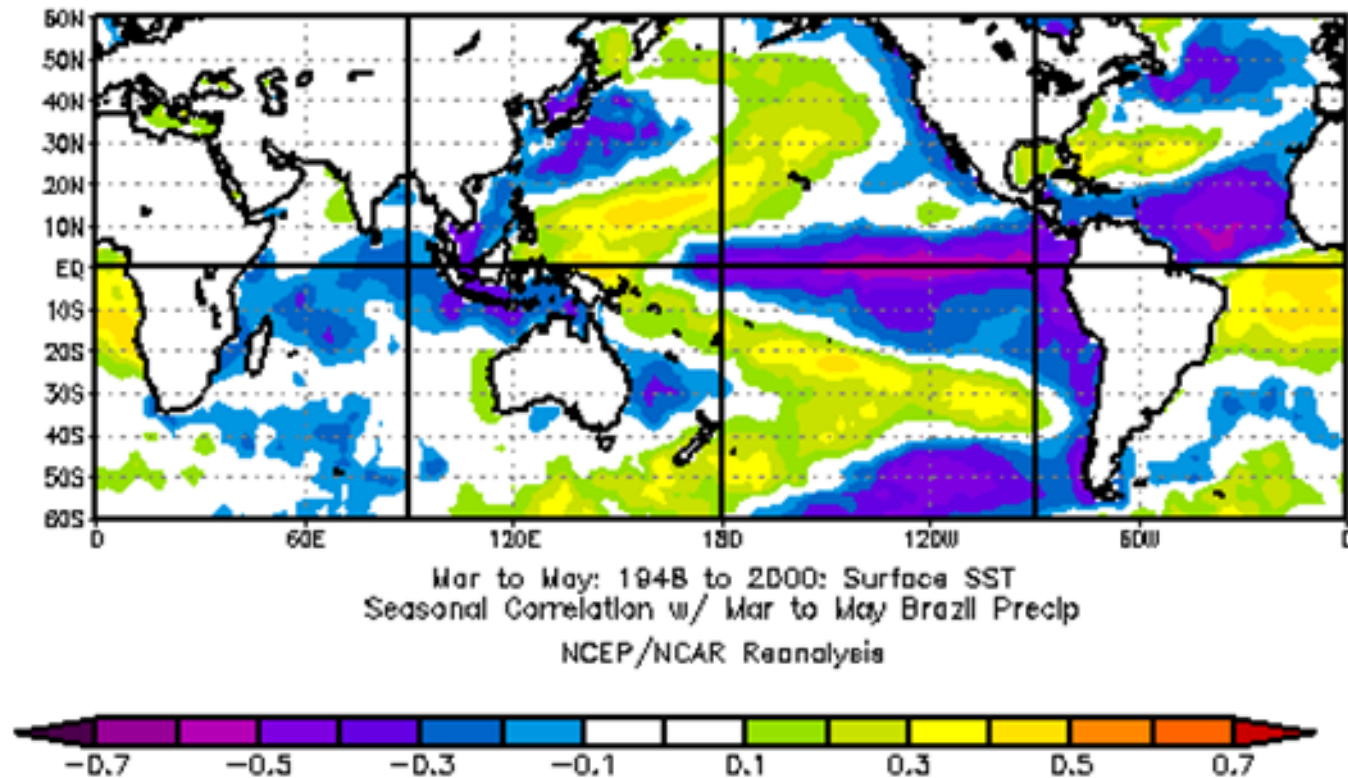 60N
50N
40N
30N
20N
10N
EQ
10S
20S
30S
40S
50S
60S
0 60E 120E 180 120W 60W 0
Mar to May: 1948 to 2000: Surface SST
Seasonal Correlation w/ Mar to May Brazil Precip
NCEP/NCAR Reanalysis
-0.7 -0.5 -0.3 -0.1 0.1 0.3 0.5 0.7